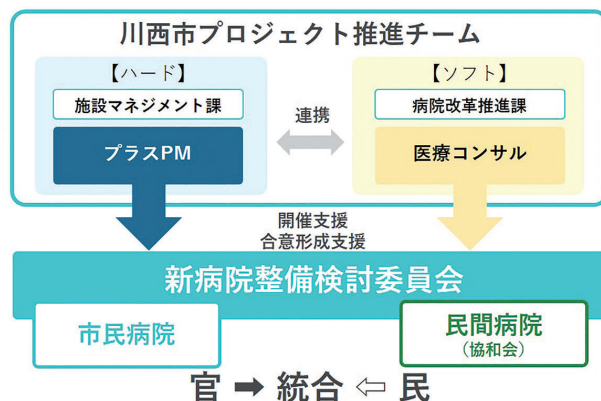 川西市プロジェクト推進チーム
【ハード】
施設マネジメント課
プラスPM
連携
【ソフト】
病院改革推進課
医療コンサル
開催支援
合意形成支援
新病院整備検討委員会
市民病院
民間病院
（協和会）
官 ➡ 統合 ⇦ 民